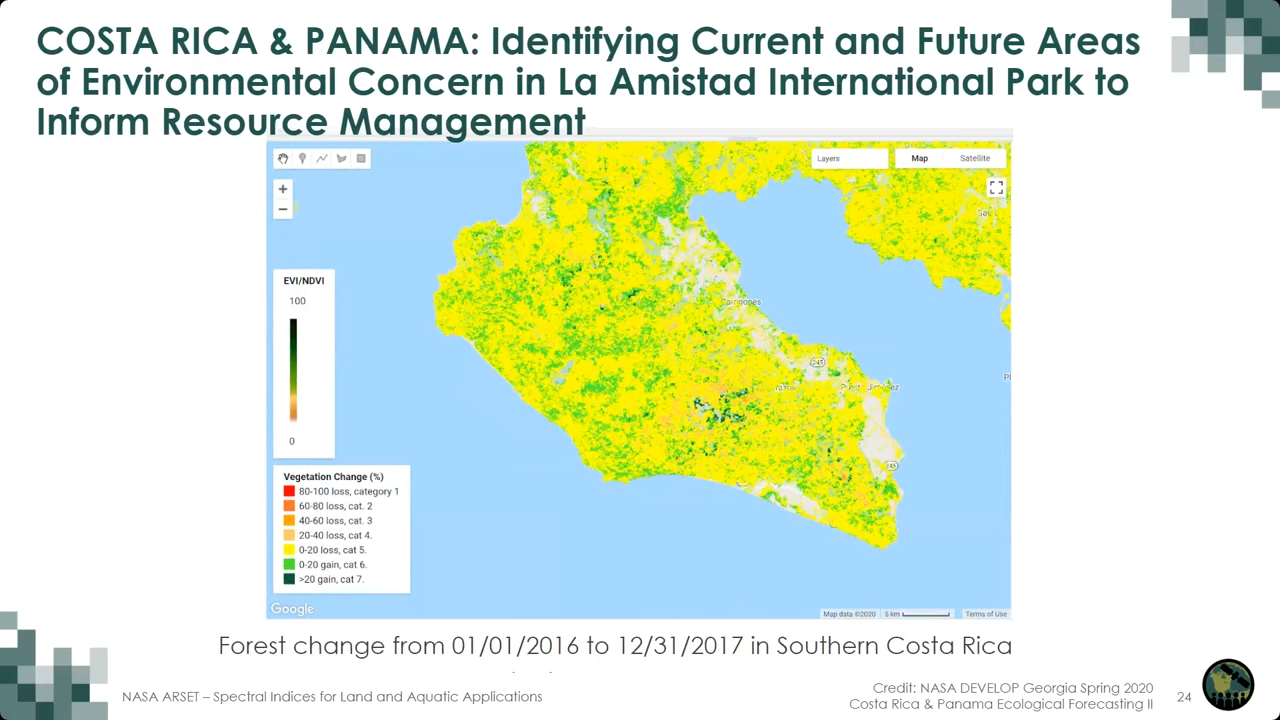 COSTA RICA & PANAMA: Identifying Current and Future Areas
of Environmental Concern in La Amistad International Park to
Inform Resource Management
Layers
Map
Satellite
+
−
EVI/NDVI
100
0
Carrigones
245
Puerto Jiménez
245
Vegetation Change (%)
80-100 loss, category 1
60-80 loss, cat. 2
40-60 loss, cat. 3
20-40 loss, cat 4.
0-20 loss, cat 5.
0-20 gain, cat 6.
>20 gain, cat 7.
Google
Map data ©2020
5 km
Terms of Use
Forest change from 01/01/2016 to 12/31/2017 in Southern Costa Rica
NASA ARSET – Spectral Indices for Land and Aquatic Applications
Credit: NASA DEVELOP Georgia Spring 2020
Costa Rica & Panama Ecological Forecasting II
24